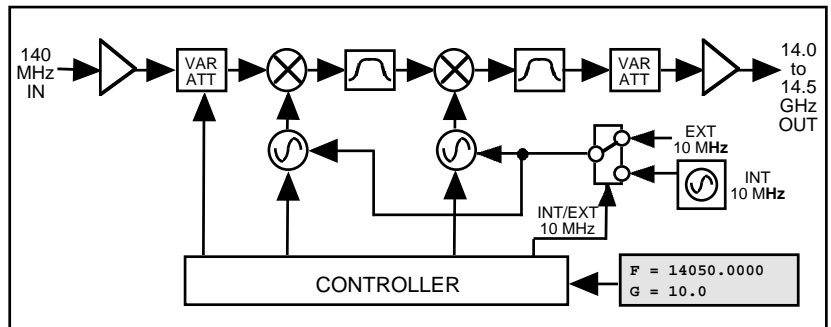 140
MHz
IN
VAR
ATT
VAR
ATT
14.0
to
14.5
GHz
OUT
EXT
10 MHz
INT
10 MHz
INT/EXT
10 MHz
CONTROLLER
F = 14050.0000
G = 10.0